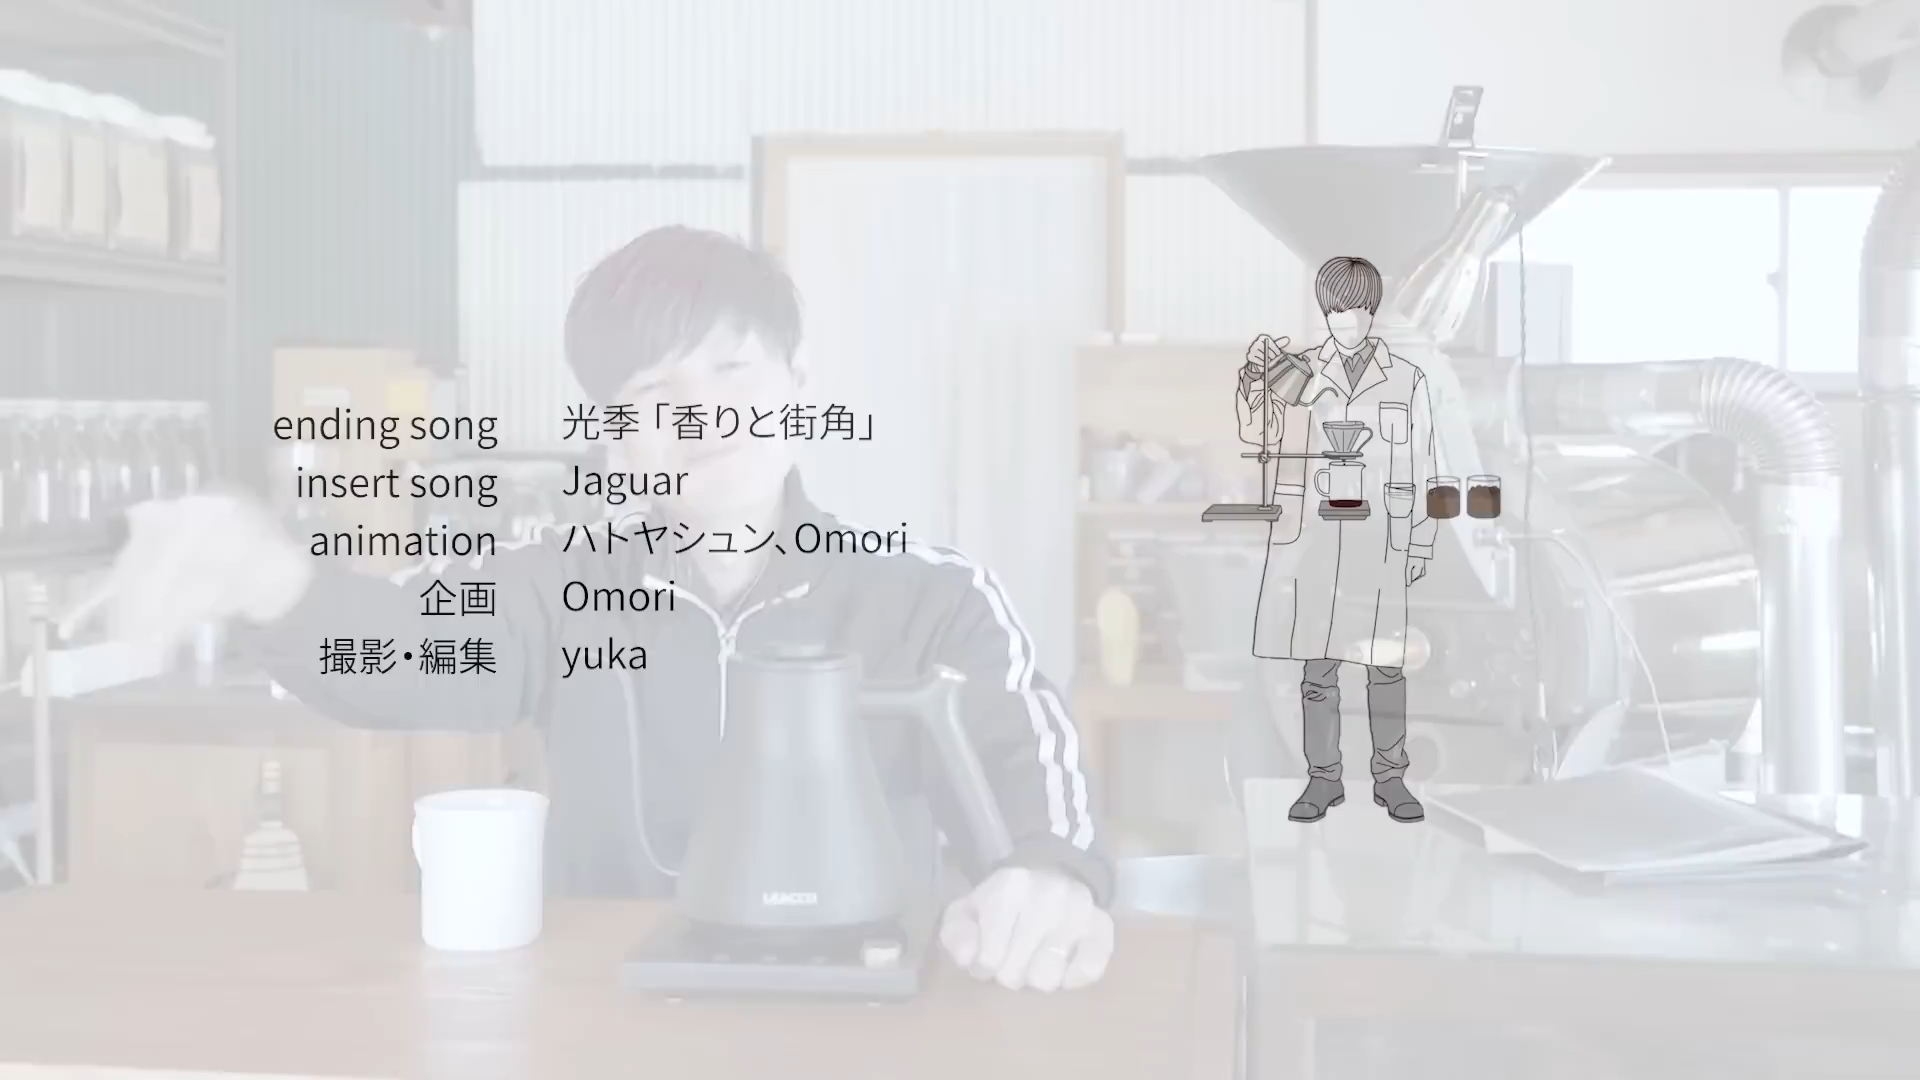 ending song 光季「香りと街角」
insert song Jaguar
animation ハトヤシュン、Omori
企画 Omori
撮影・編集 yuka